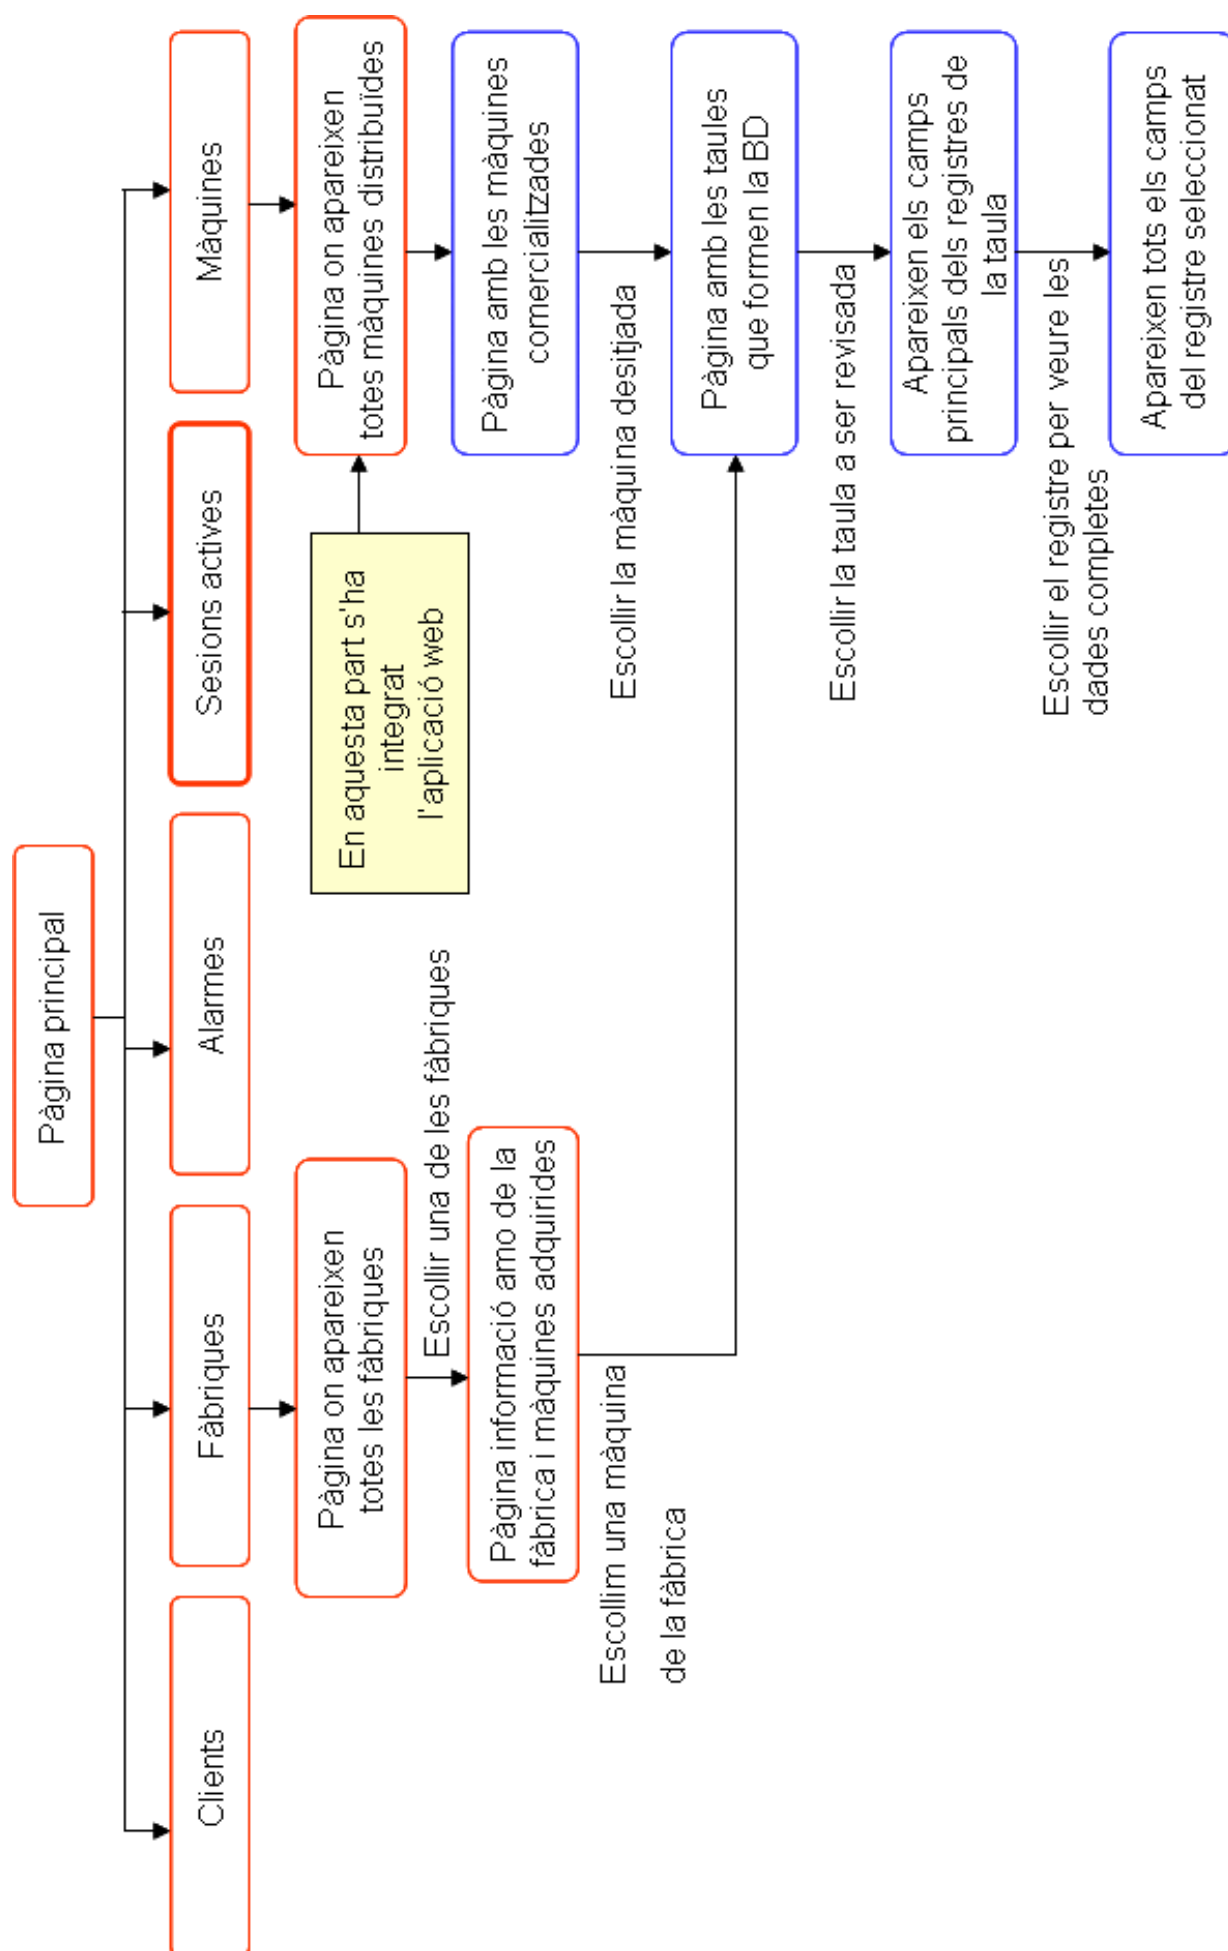 Pàgina principal
Clients
Fàbriques
Alarmes
Sesions actives
Màquines
Pàgina on apareixen
totes les fàbriques
En aquesta part s'ha
integrat
l'aplicació web
Pàgina on apareixen
totes màquines distribuïdes
Escollir una de les fàbriques
Pàgina informació amo de la
fàbrica i màquines adquirides
Pàgina amb les màquines
comercialitzades
Escollim una màquina
de la fàbrica
Escollir la màquina desitjada
Pàgina amb les taules
que formen la BD
Escollir la taula a ser revisada
Apareixen els camps
principals dels registres de
la taula
Escollir el registre per veure les
dades completes
Apareixen tots els camps
del registre seleccionat